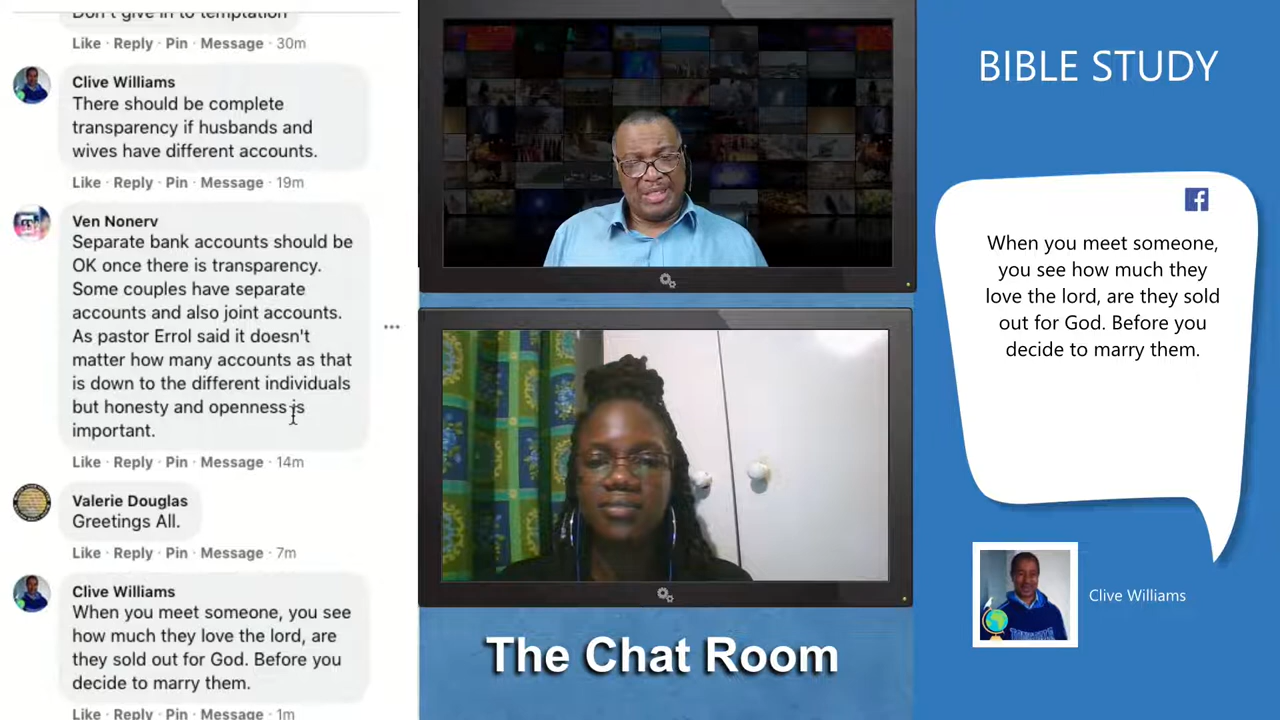 Don't give in to temptation
Like · Reply · Pin · Message · 30m
Clive Williams
There should be complete
transparency if husbands and
wives have different accounts.
Like · Reply · Pin · Message · 19m
Ven Nonerv
Separate bank accounts should be
OK once there is transparency.
Some couples have separate
accounts and also joint accounts.
As pastor Errol said it doesn't
matter how many accounts as that
is down to the different individuals
but honesty and openness is
important.
Like · Reply · Pin · Message · 14m
Valerie Douglas
Greetings All.
Like · Reply · Pin · Message · 7m
Clive Williams
When you meet someone, you see
how much they love the lord, are
they sold out for God. Before you
decide to marry them.
Like · Reply · Pin · Message · 1m
The Chat Room
BIBLE STUDY
When you meet someone,
you see how much they
love the lord, are they sold
out for God. Before you
decide to marry them.
Clive Williams